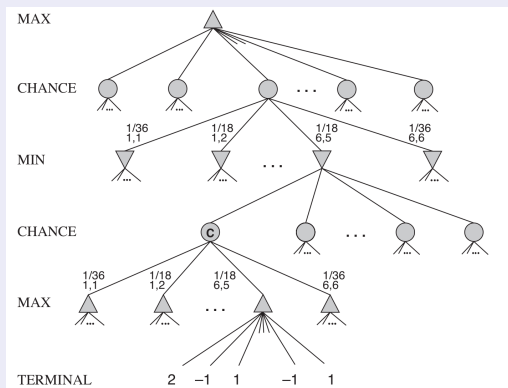 MAX
...
...
. . .
...
...
CHANCE
1/36 1/18 1/18 1/36
1,1 1,2 6,5 6,6
MIN
...
...
. . .
...
CHANCE
C
...
. . .
...
1/36 1/18 1/18 1/36
1,1 1,2 6,5 6,6
MAX
...
...
. . .
...
TERMINAL 2 –1 1 –1 1